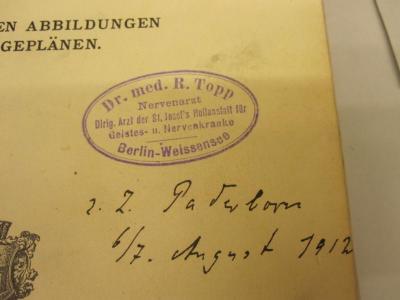 EN ABBILDUNGEN
GEPLÄNEN.
Dr. med. R. Topp
Nervenarzt
Dirig. Arzt der St. Josef's Heilanstalt für
Geistes- u. Nervenkranke
Berlin-Weissensee
z. Z. Paderborn
6/7. August 1912